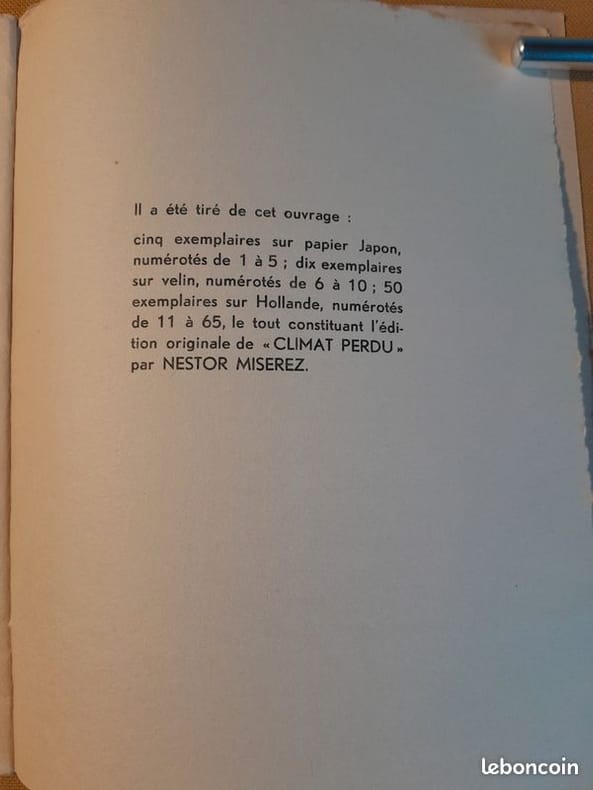 Il a été tiré de cet ouvrage :
cinq exemplaires sur papier Japon,
numérotés de 1 à 5 ; dix exemplaires
sur velin, numérotés de 6 à 10 ; 50
exemplaires sur Hollande, numérotés
de 11 à 65, le tout constituant l'édi-
tion originale de « CLIMAT PERDU »
par NESTOR MISEREZ.
leboncoin